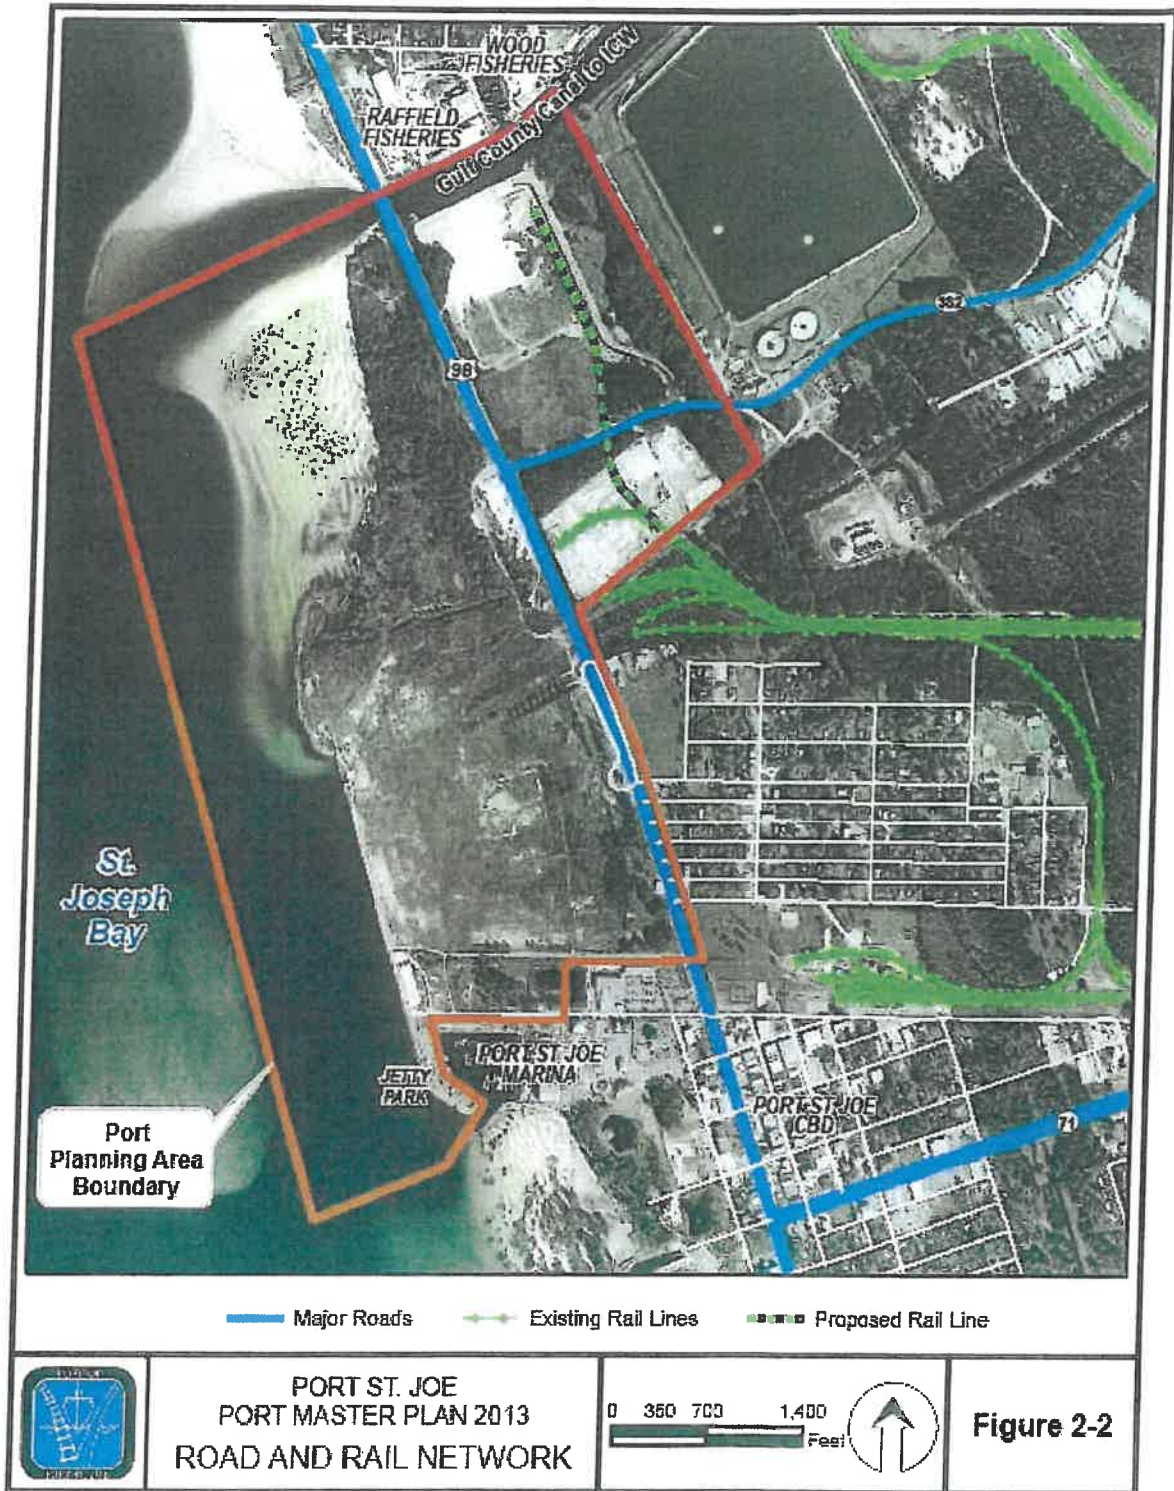 WOOD
FISHERIES
RAFFIELD
FISHERIES
Gulf County Canal to ICW
382
98
St.
Joseph
Bay
JETTY
PARK
PORT ST JOE
MARINA
PORT ST JOE
CBD
71
Port
Planning Area
Boundary
Major Roads
Existing Rail Lines
Proposed Rail Line
PORT ST. JOE
PORT MASTER PLAN 2013
ROAD AND RAIL NETWORK
0 350 700 1,400
Feet
Figure 2-2